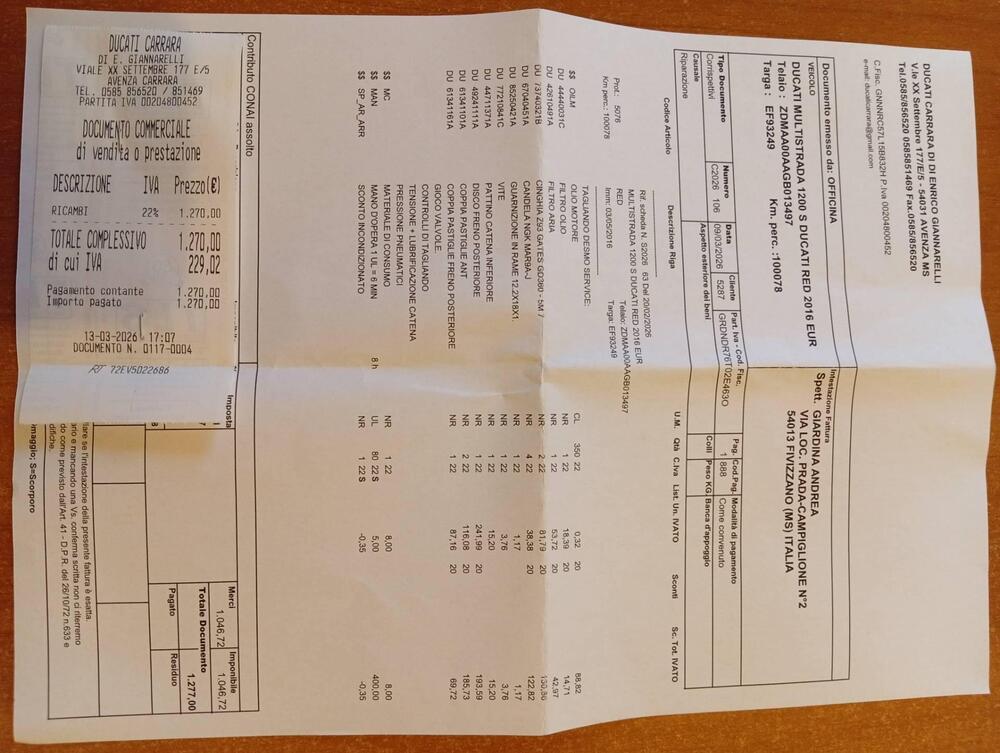 DUCATI CARRARA DI DI ENRICO GIANNARELLI
V.le XX Settembre 177/E/5 - 54031 AVENZA MS
Tel.0585/856520 0585851469 Fax.0585/856520
C.Fisc. GNNNRC57L15B832H P.Iva 00204800452
e-mail: ducaticarrara@gmail.com
Documento emesso da: OFFICINA
VEICOLO
DUCATI MULTISTRADA 1200 S DUCATI RED 2016 EUR
Telaio : ZDMAA00AAGB013497
Targa : EF93249 Km. perc. :100078
Intestazione Fattura
Spett. GIARDINA ANDREA
VIA LOC. PRADA-CAMPIGLIONE N°2
54013 FIVIZZANO (MS) ITALIA
Tipo Documento Numero Data Cliente Part. Iva - Cod. Fisc. Pag. Cod.Pag. Modalità di pagamento
Corrispettivi C2026 106 09/03/2026 5287 GRDNDR76T02E463O 1 888 Come convenuto
Causale Aspetto esteriore dei beni Colli Peso KG. Banca d'appoggio
Riparazione
Codice Articolo Descrizione Riga U.M. Qtà C.Iva List. Un. IVATO Sconti Sc. Tot. IVATO
Rif. scheda N. S2026 63 Del 20/02/2026
MULTISTRADA 1200 S DUCATI RED 2016 EUR
RED Telaio: ZDMAA00AAGB013497
Prot.: 5076 Imm: 03/05/2016 Targa: EF93249
Km perc.: 100078
TAGLIANDO DESMO SERVICE:
$$ OILM OLIO MOTORE CL 350 22 0,32 20 88,82
DU 44440031C FILTRO OLIO NR 1 22 18,39 20 14,71
DU 42610491A FILTRO ARIA NR 1 22 53,72 20 42,97
DU 73740321B CINGHIA Z93 GATES GD380 - 5M 7 NR 2 22 81,79 20 130,86
DU 67040451A CANDELA NGK MAR9A-J NR 4 22 38,38 20 122,82
DU 85250421A GUARNIZIONE IN RAME 12.2X18X1. NR 1 22 1,17 1,17
DU 77210841C VITE NR 1 22 3,76 3,76
DU 44711371A PATTINO CATENA INFERIORE NR 1 22 15,20 15,20
DU 49241111A DISCO FRENO POSTERIORE NR 1 22 241,99 20 193,59
DU 61341101A COPPIA PASTIGLIE ANT NR 2 22 116,08 20 185,73
DU 61341161A COPPIA PASTIGLIE FRENO POSTERIORE NR 1 22 87,16 20 69,72
GIOCO VALVOLE.
CONTROLLI DI TAGLIANDO
TENSIONE + LUBRIFICAZIONE CATENA
PRESSIONE PNEUMATICI
$$ MC MATERIALE DI CONSUMO NR 1 22 8,00 8,00
$$ MAN MANO D'OPERA 1 UL = 6 MIN 8 h UL 80 22 S 5,00 400,00
$$ SP_AR_ARR SCONTO INCONDIZIONATO NR 1 22 S -0,35 -0,35
Contributo CONAI assolto
Merci Imponibile
1.046,72 1.046,72
Totale Documento
1.277,00
Pagato Residuo
Imposta
lare se l'intestazione della presente fattura è esatta.
ario e mancando una Vs. conferma scritta non ci riterremo
do come previsto dall'Art. 41 - D.P.R. del 26/10/72 n.633 e
difiche.
maggio; S=Scorporo
DUCATI CARRARA
DI E. GIANNARELLI
VIALE XX SETTEMBRE 177 E/5
AVENZA CARRARA
TEL. 0585 856520 / 851469
PARTITA IVA 00204800452
DOCUMENTO COMMERCIALE
di vendita o prestazione
DESCRIZIONE IVA Prezzo(€)
RICAMBI 22% 1.270,00
TOTALE COMPLESSIVO 1.270,00
di cui IVA 229,02
Pagamento contante 1.270,00
Importo pagato 1.270,00
13-03-2026 17:07
DOCUMENTO N. 0117-0004
RT 72EV5022686